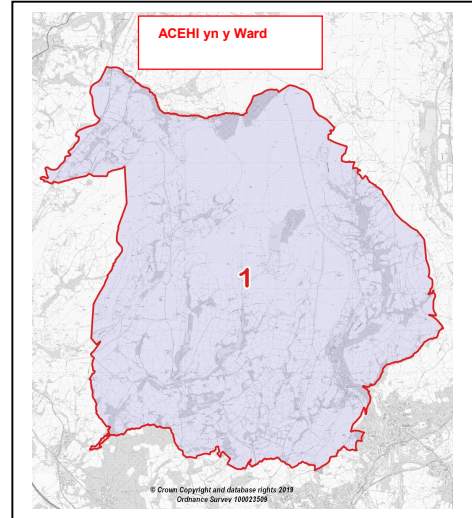 ACEHI yn y Ward
1
© Crown Copyright and database rights 2019
Ordnance Survey 100023509